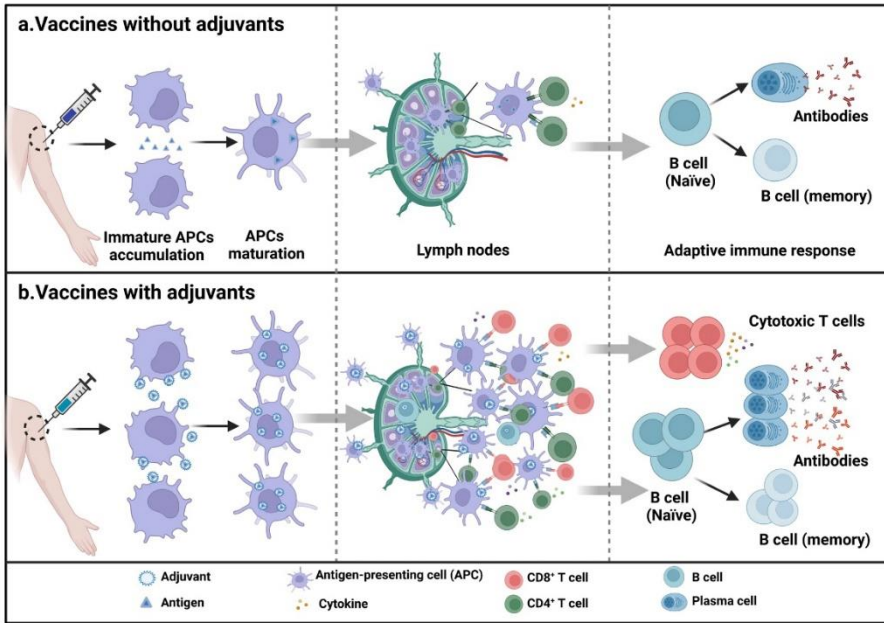 a.Vaccines without adjuvants
Antibodies
B cell
(Naïve)
B cell (memory)
Immature APCs
accumulation
APCs
maturation
Lymph nodes
Adaptive immune response
b.Vaccines with adjuvants
Cytotoxic T cells
Antibodies
B cell
(Naïve)
B cell (memory)
Adjuvant
Antigen-presenting cell (APC)
CD8⁺ T cell
B cell
Antigen
Cytokine
CD4⁺ T cell
Plasma cell